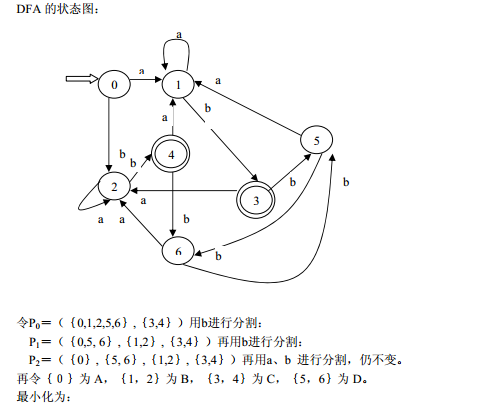 DFA 的状态图:
a
0
a
1
a
b
a
5
4
b
b
2
a
3
b
b
a
a
b
6
b
令P₀=({0,1,2,5,6},{3,4})用b进行分割:
P₁=({0,5, 6},{1,2},{3,4})再用b进行分割:
P₂=({0},{5, 6},{1,2},{3,4})再用a、b 进行分割,仍不变。
再令{ 0 }为 A,{1,2}为 B,{3,4}为 C,{5,6}为 D。
最小化为: